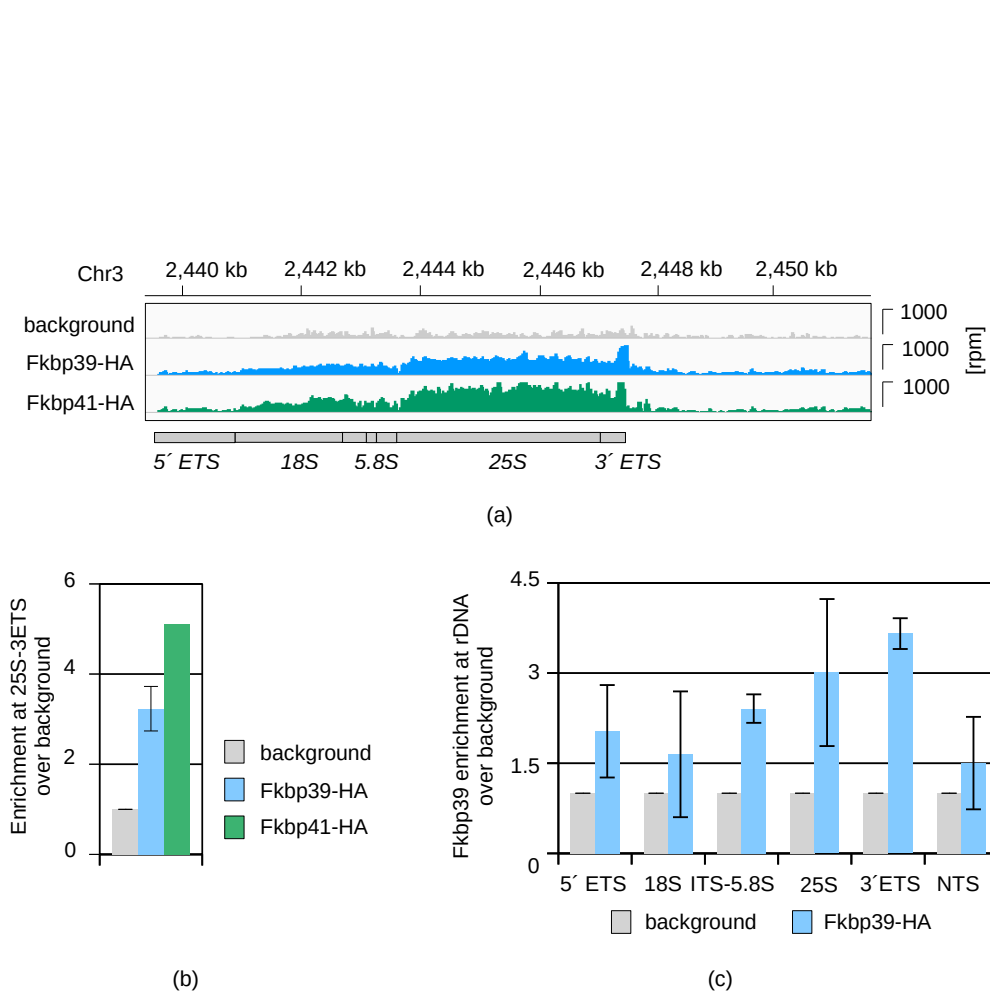 Chr3 2,440 kb 2,442 kb 2,444 kb 2,446 kb 2,448 kb 2,450 kb
background 1000
Fkbp39-HA 1000
Fkbp41-HA 1000
[rpm]
5´ ETS 18S 5.8S 25S 3´ ETS
(a)
Enrichment at 25S-3ETS
over background
6
4
2
0
background
Fkbp39-HA
Fkbp41-HA
(b)
Fkbp39 enrichment at rDNA
over background
4.5
3
1.5
0
5´ ETS 18S ITS-5.8S 25S 3´ETS NTS
background Fkbp39-HA
(c)